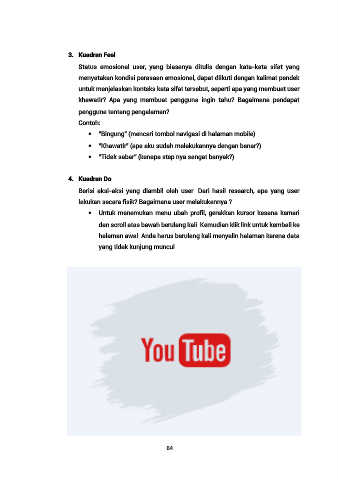 3. Kuadran Feel
Status emosional user, yang biasanya ditulis dengan kata-kata sifat yang
menyatakan kondisi perasaan emosional, dapat diikuti dengan kalimat pendek
untuk menjelaskan konteks kata sifat tersebut, seperti apa yang membuat user
khawatir? Apa yang membuat pengguna ingin tahu? Bagaimana pendapat
pengguna tentang pengalaman?
Contoh:
• "Bingung" (mencari tombol navigasi di halaman mobile)
• "Khawatir" (apa aku sudah melakukannya dengan benar?)
• "Tidak sabar" (kenapa step nya sangat banyak?)
4. Kuadran Do
Berisi aksi-aksi yang diambil oleh user Dari hasil research, apa yang user
lakukan secara fisik? Bagaimana user melakukannya ?
• Untuk menemukan menu ubah profil, gerakkan kursor kesana kemari
dan scroll atas bawah berulang kali Kemudian klik link untuk kembali ke
halaman awal Anda harus berulang kali menyalin halaman karena data
yang tidak kunjung muncul
YouTube
84